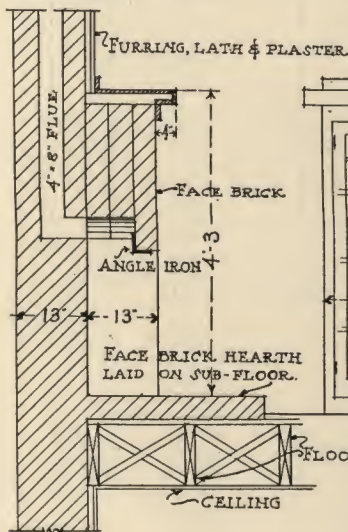 FURRING, LATH & PLASTER
4"x8" FLUE
4"
FACE BRICK
ANGLE IRON
4'-3
13"
13"
FACE BRICK HEARTH
LAID ON SUB-FLOOR.
FLOO
CEILING